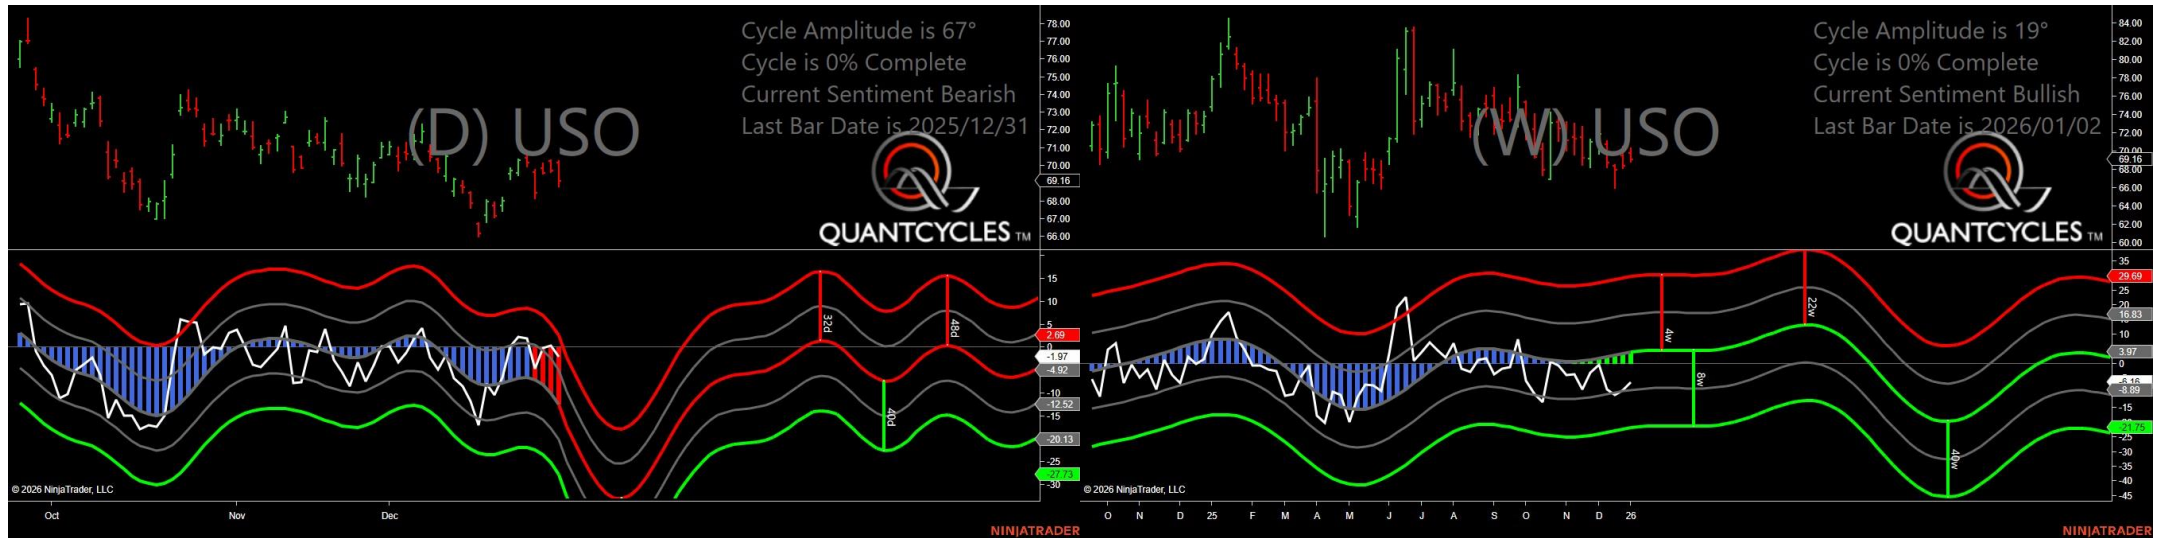 Cycle Amplitude is 67°
Cycle is 0% Complete
Current Sentiment Bearish
Last Bar Date is 2025/12/31
(D) USO
QUANTCYCLES TM
78.00
77.00
76.00
75.00
74.00
73.00
72.00
71.00
70.00
69.16
68.00
67.00
66.00
32d
48d
40d
15
10
5
2.69
0
-1.97
-4.92
-10
-12.52
-15
-20.13
-25
-27.73
-30
© 2026 NinjaTrader, LLC
Oct Nov Dec
NINJATRADER
Cycle Amplitude is 19°
Cycle is 0% Complete
Current Sentiment Bullish
Last Bar Date is 2026/01/02
(W) USO
QUANTCYCLES TM
84.00
82.00
80.00
78.00
76.00
74.00
72.00
70.00
69.16
68.00
66.00
64.00
62.00
60.00
4w
22w
8w
40w
35
29.69
25
16.83
10
3.97
0
-6.16
-8.89
-15
-21.75
-25
-30
-35
-40
-45
© 2026 NinjaTrader, LLC
O N D 25 F M A M J J A S O N D 26
NINJATRADER